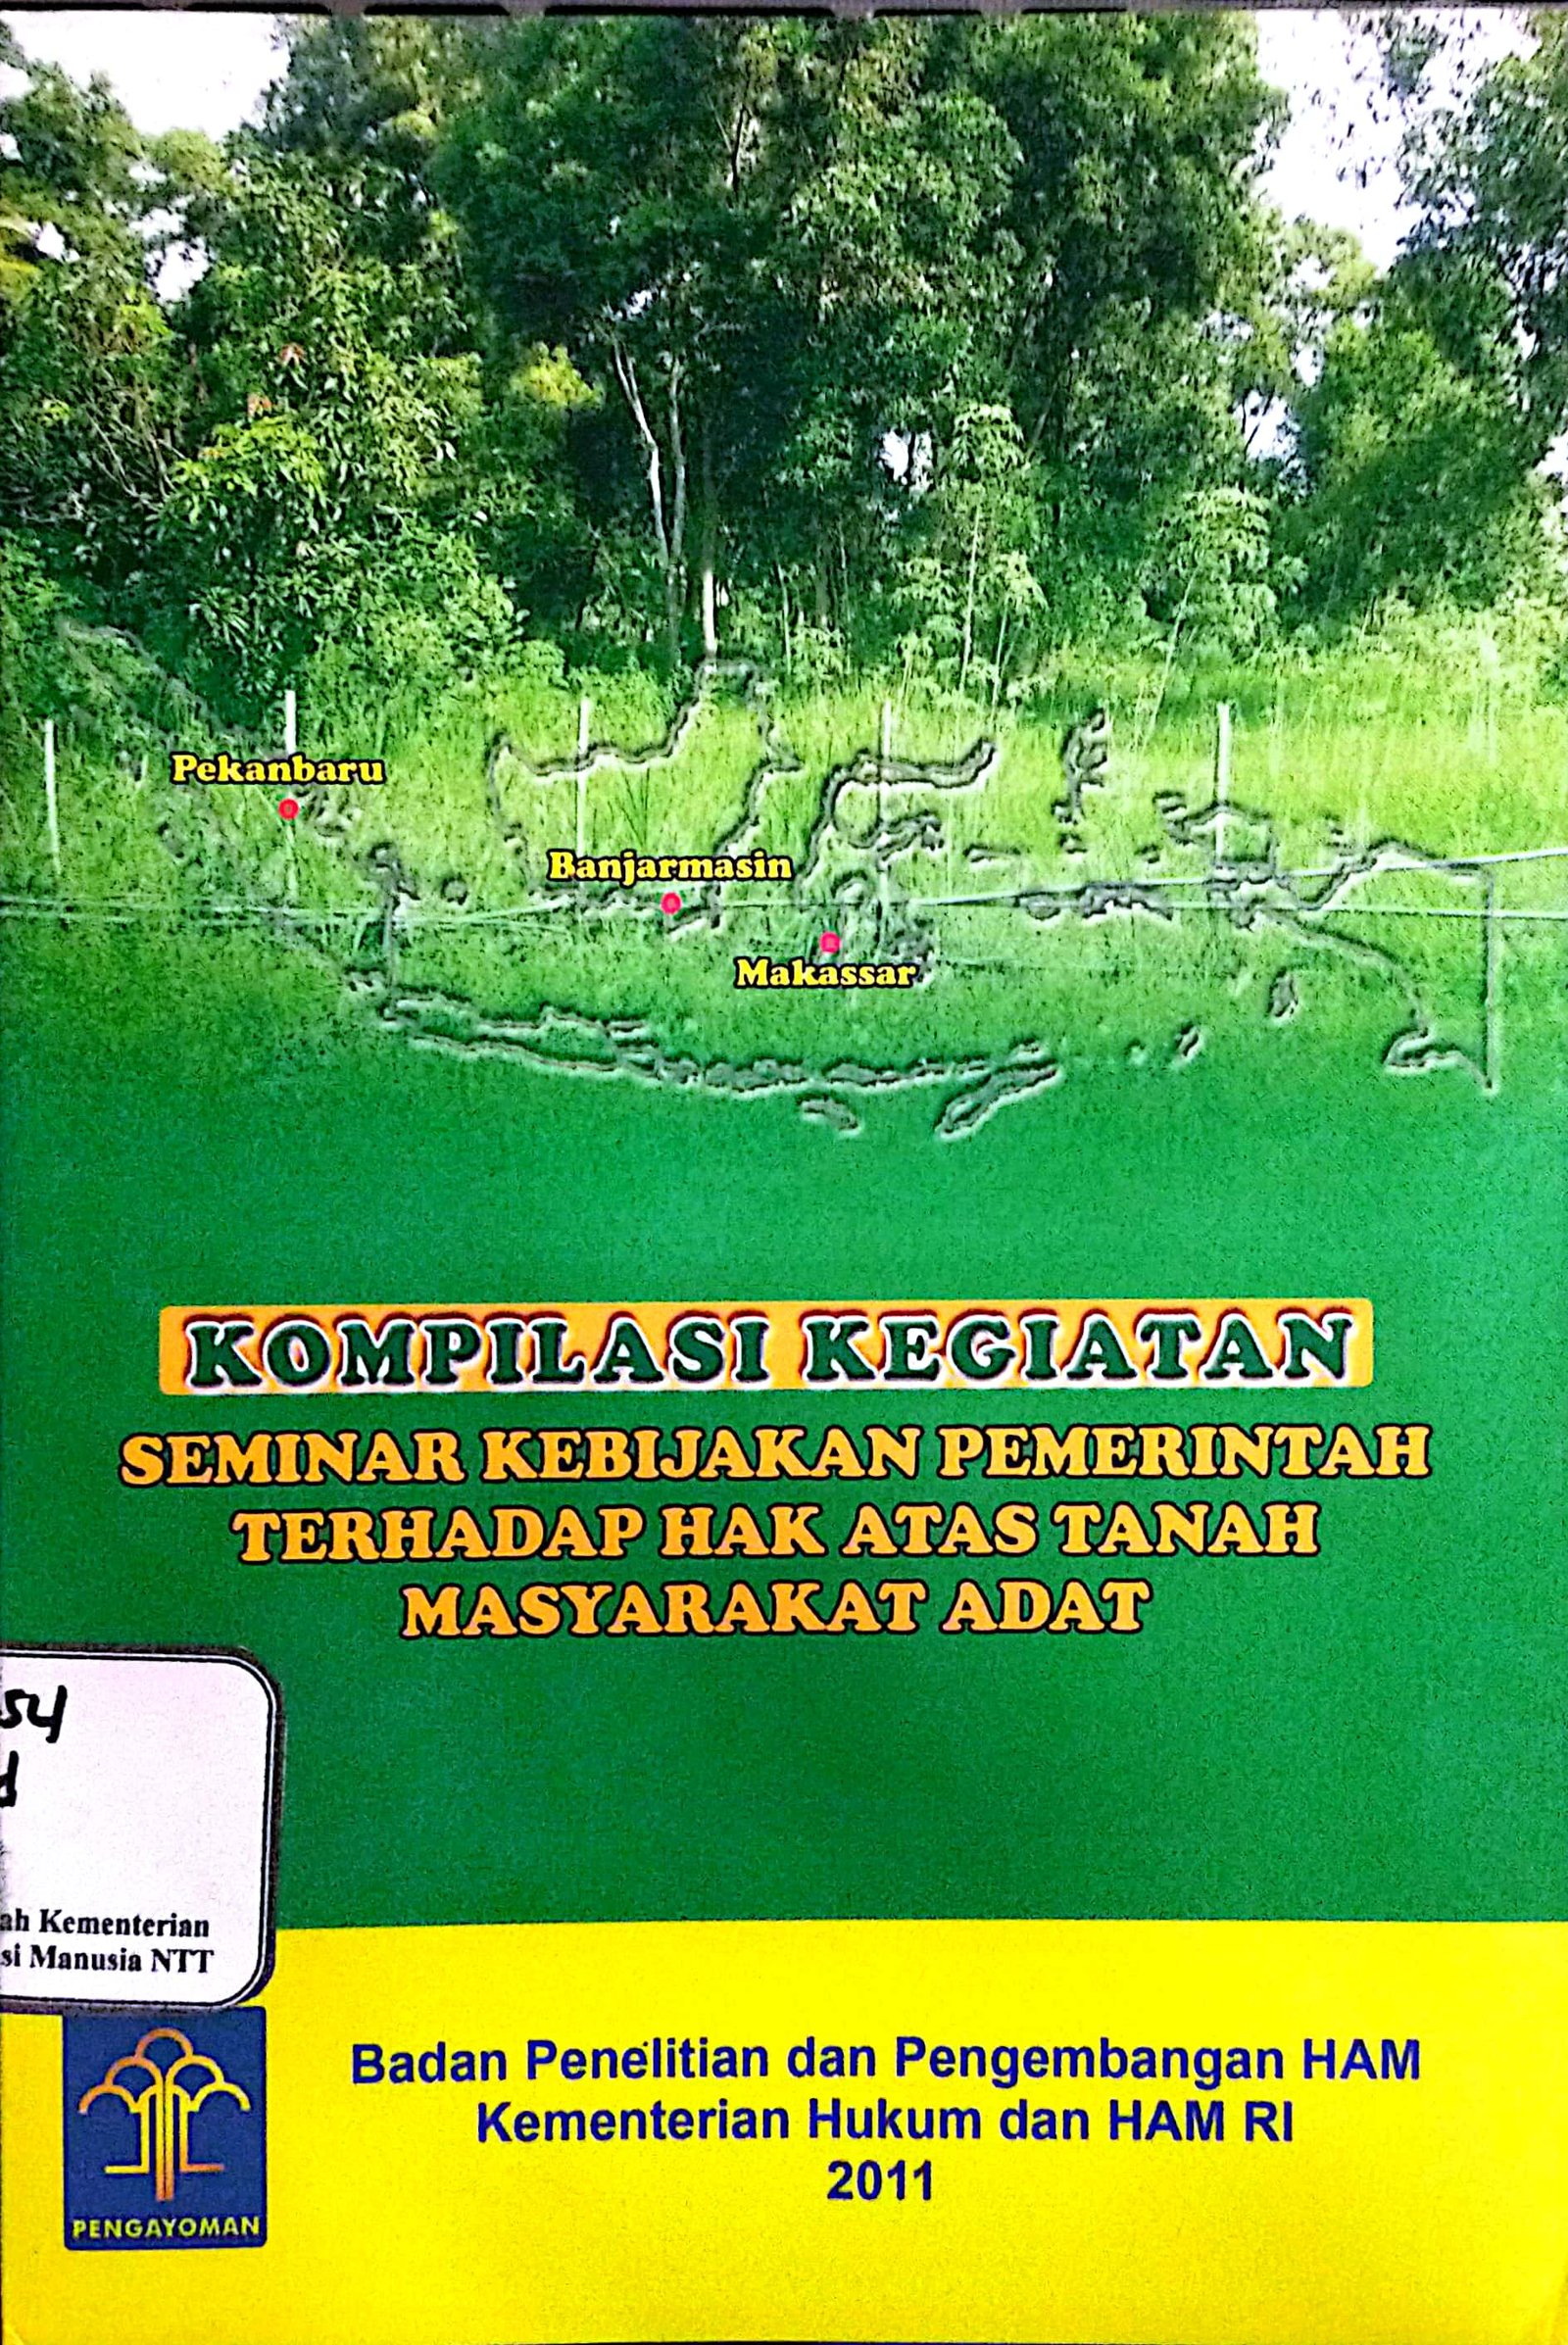 Pekanbaru
Banjarmasin
Makassar
KOMPILASI KEGIATAN
SEMINAR KEBIJAKAN PEMERINTAH
TERHADAP HAK ATAS TANAH
MASYARAKAT ADAT
54
d
ah Kementerian
si Manusia NTT
PENGAYOMAN
Badan Penelitian dan Pengembangan HAM
Kementerian Hukum dan HAM RI
2011